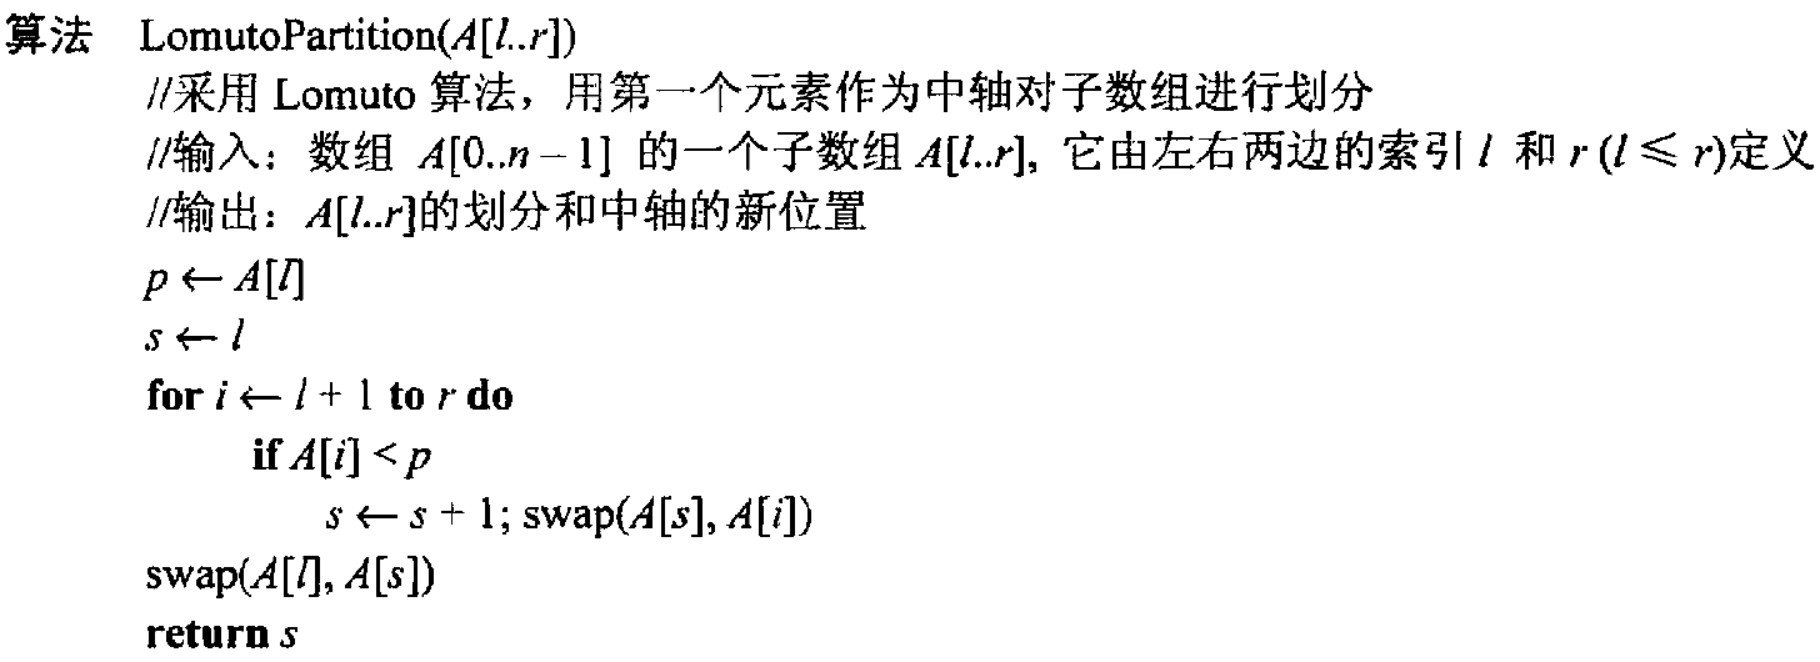 算法 LomutoPartition(A[l..r])
//采用 Lomuto 算法，用第一个元素作为中轴对子数组进行划分
//输入：数组 A[0..n – 1] 的一个子数组 A[l..r], 它由左右两边的索引 l 和 r (l ≤ r)定义
//输出：A[l..r]的划分和中轴的新位置
p ← A[l]
s ← l
for i ← l + 1 to r do
if A[i] < p
s ← s + 1; swap(A[s], A[i])
swap(A[l], A[s])
return s